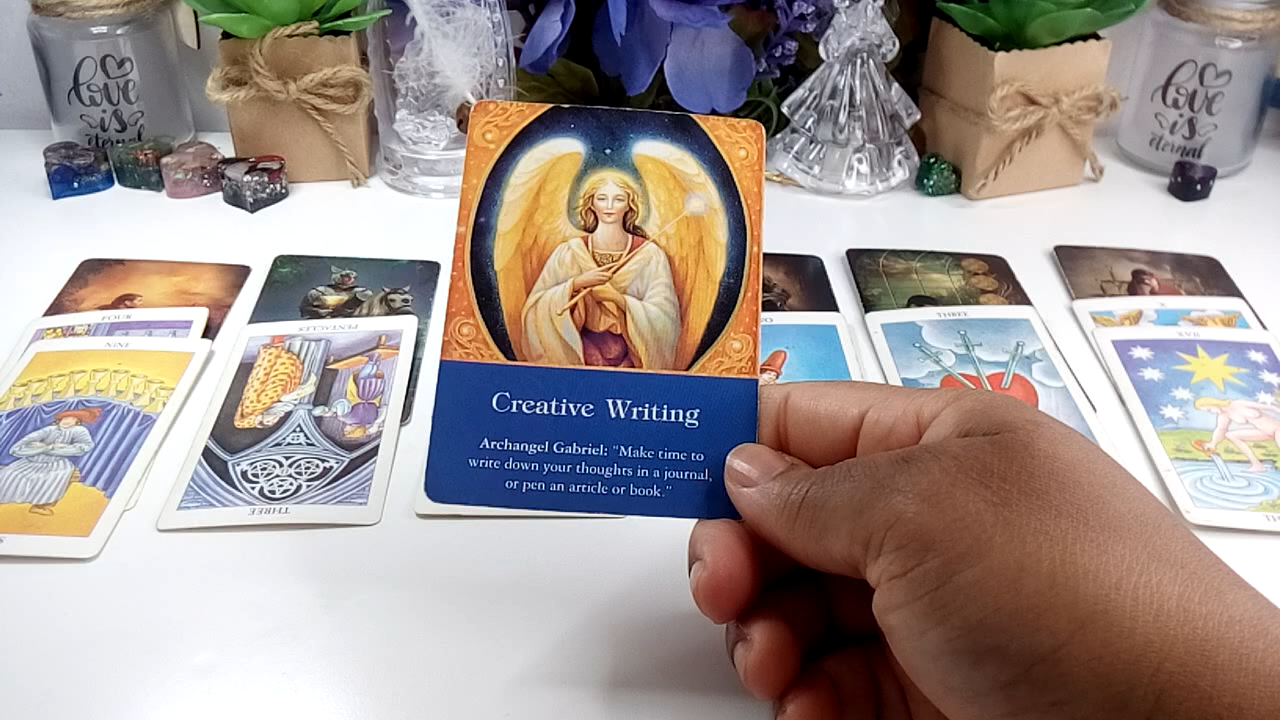 love
is
eternal
love
is
eternal
FOUR
NINE
PENTACLES
THREE
Creative Writing
Archangel Gabriel: "Make time to
write down your thoughts in a journal,
or pen an article or book."
THREE